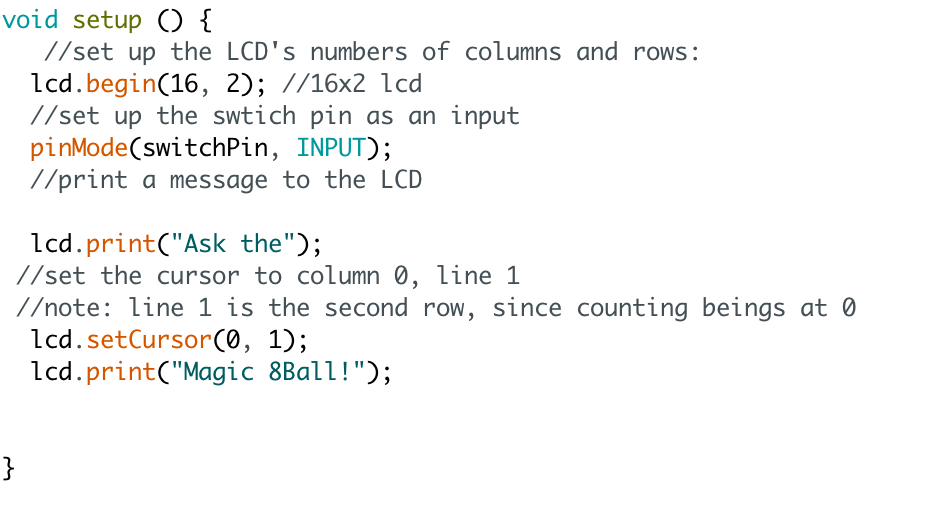 void setup () {
   //set up the LCD's numbers of columns and rows:
  lcd.begin(16, 2); //16x2 lcd
  //set up the swtich pin as an input
  pinMode(switchPin, INPUT);
  //print a message to the LCD

  lcd.print("Ask the");
 //set the cursor to column 0, line 1
 //note: line 1 is the second row, since counting beings at 0
  lcd.setCursor(0, 1);
  lcd.print("Magic 8Ball!");


}